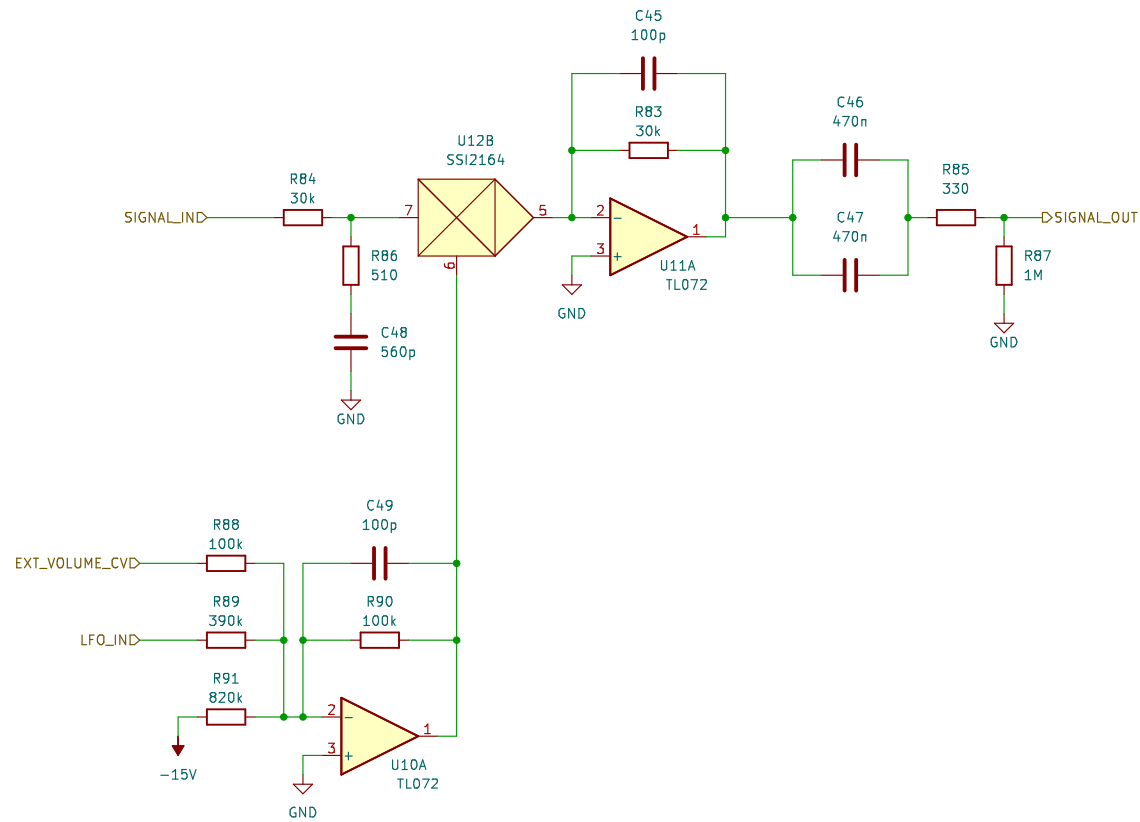 C45
100p
R83
30k
C46
470n
U12B
SSI2164
R84
30k
R85
330
SIGNAL_IN
7
5
2
1
3
6
C47
470n
SIGNAL_OUT
R86
510
U11A
TL072
R87
1M
GND
C48
560p
GND
GND
C49
100p
R88
100k
EXT_VOLUME_CV
R89
390k
R90
100k
LFO_IN
R91
820k
2
1
3
-15V
U10A
TL072
GND